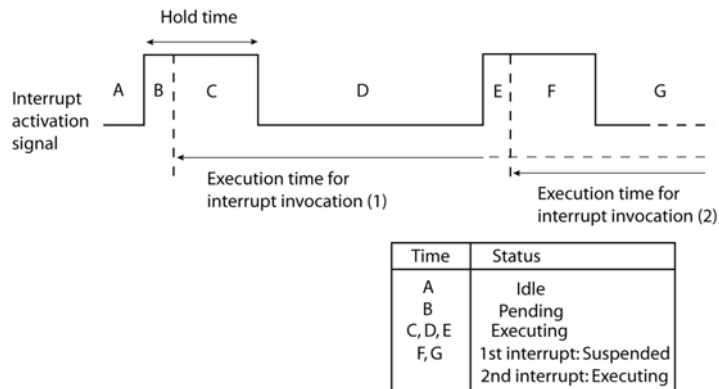 Hold time
A B C D E F G
Interrupt
activation
signal
Execution time for
interrupt invocation (1)
Execution time for
interrupt invocation (2)
Time Status
A Idle
B Pending
C, D, E Executing
F, G 1st interrupt: Suspended
2nd interrupt: Executing